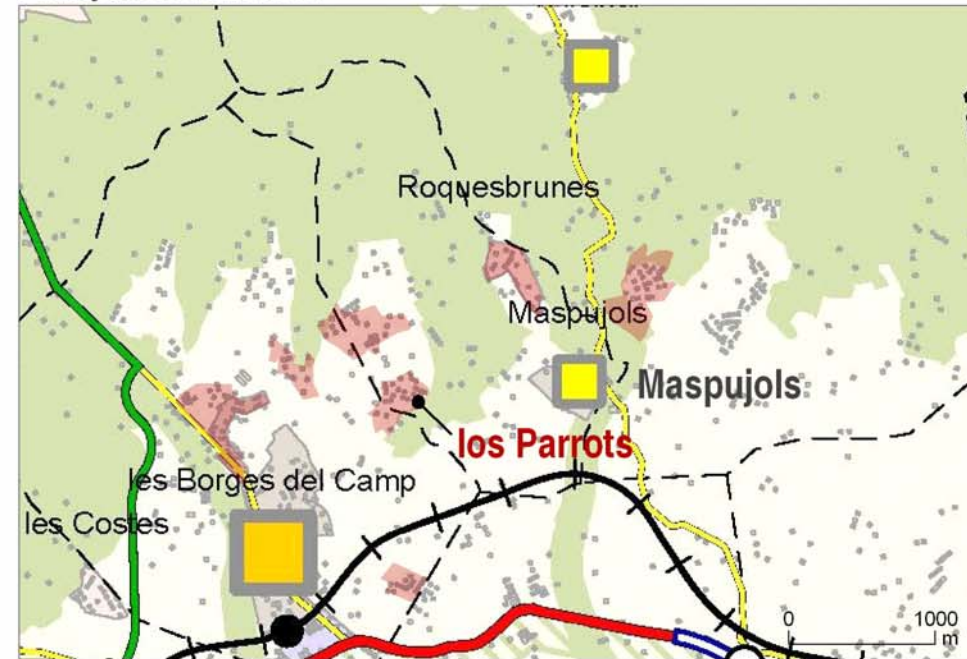 Roquesbrunes
Maspujols
Maspujols
los Parrots
les Borges del Camp
les Costes
0 1000
m